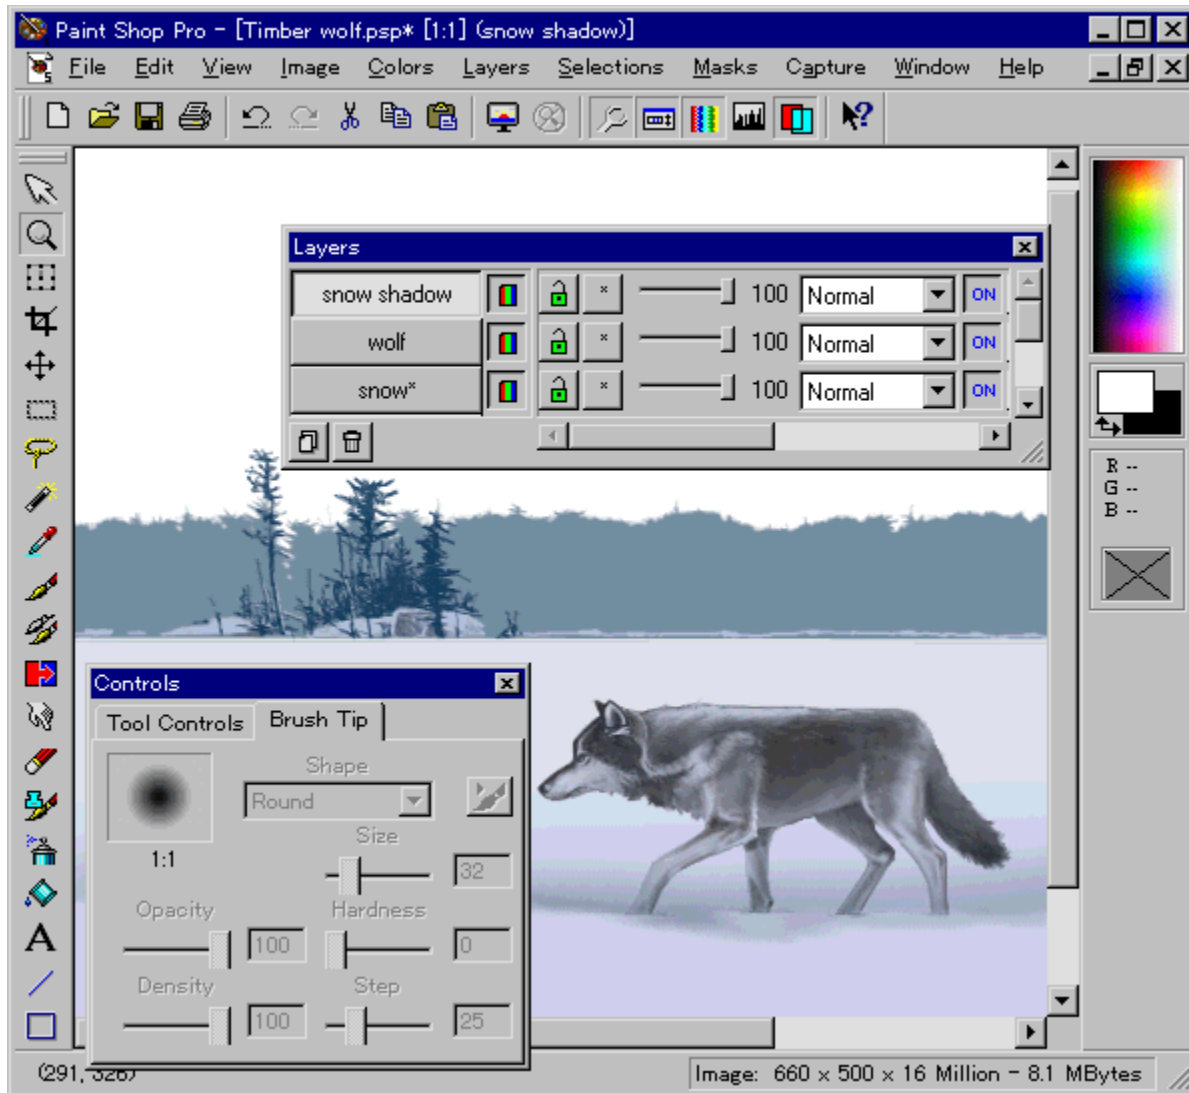 Paint Shop Pro - [Timber wolf.psp* [1:1] (snow shadow)]
File Edit View Image Colors Layers Selections Masks Capture Window Help
Layers
snow shadow * 100 Normal ON
wolf * 100 Normal ON
snow* * 100 Normal ON
R --
G --
B --
Controls
Tool Controls Brush Tip
Shape
Round
1:1
Size
32
Opacity Hardness
100 0
Density Step
100 25
(291, 326)
Image: 660 x 500 x 16 Million - 8.1 MBytes